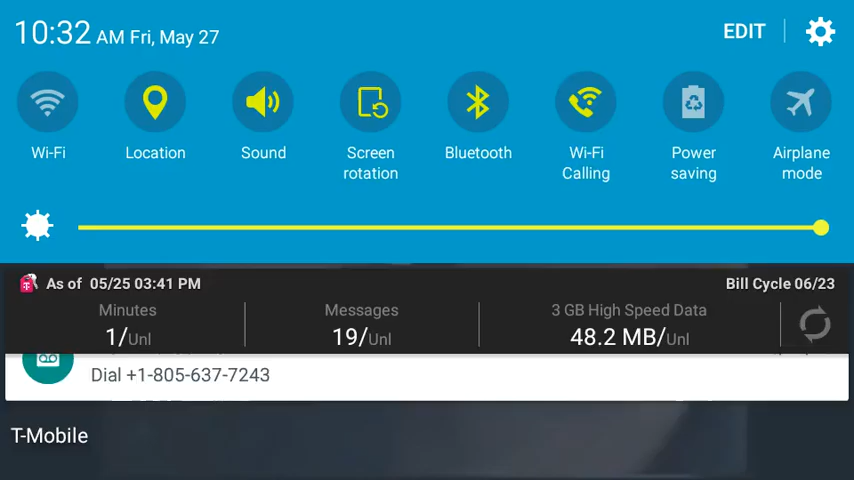 10:32 AM Fri, May 27 EDIT
Wi-Fi Location Sound Screen rotation Bluetooth Wi-Fi Calling Power saving Airplane mode
As of 05/25 03:41 PM Bill Cycle 06/23
Minutes Messages 3 GB High Speed Data
1/Unl 19/Unl 48.2 MB/Unl
Dial +1-805-637-7243
T-Mobile